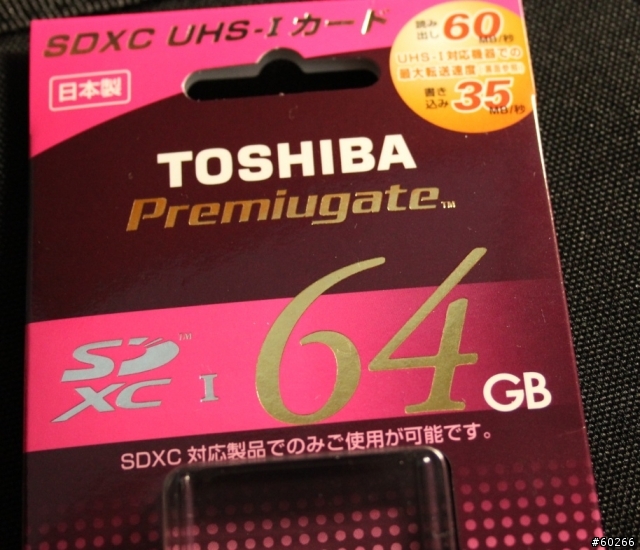 SDXC UHS-I カード
日本製
読み出し 60 MB/秒
UHS-I対応機器での
最大転送速度
書き込み 35 MB/秒
TOSHIBA
Premiugate™
SD XC I ™
64 GB
SDXC 対応製品でのみご使用が可能です。
#60266